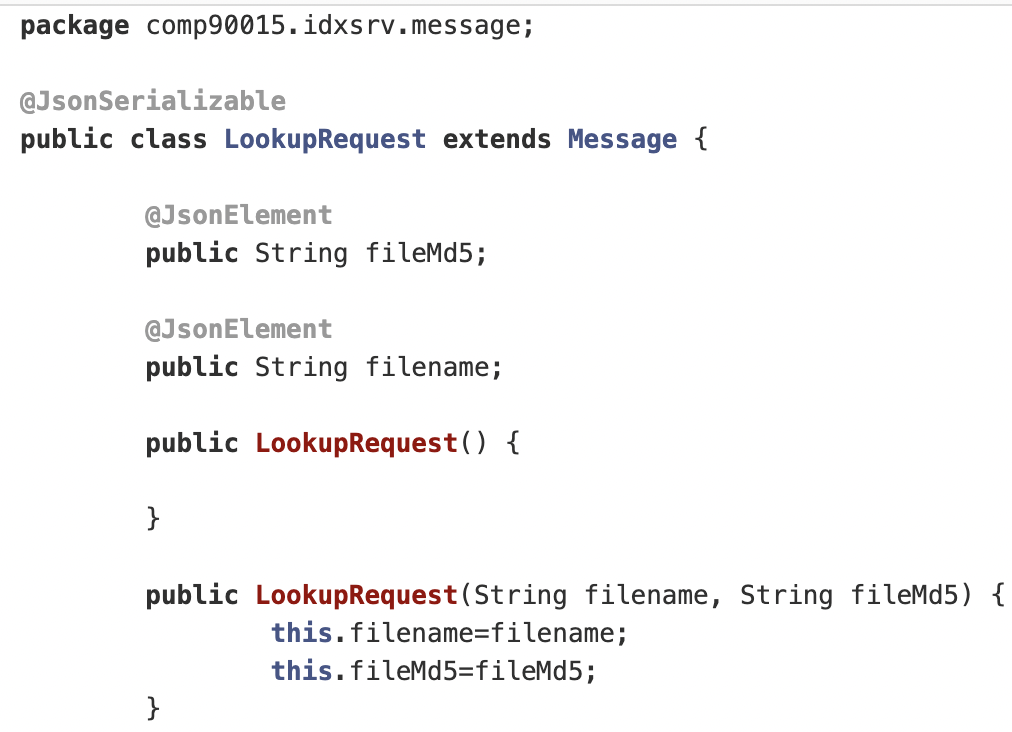 package comp90015.idxsrv.message;
@JsonSerializable
public class LookupRequest extends Message {
@JsonElement
public String fileMd5;
@JsonElement
public String filename;
public LookupRequest() {
}
public LookupRequest(String filename, String fileMd5) {
this.filename=filename;
this.fileMd5=fileMd5;
}